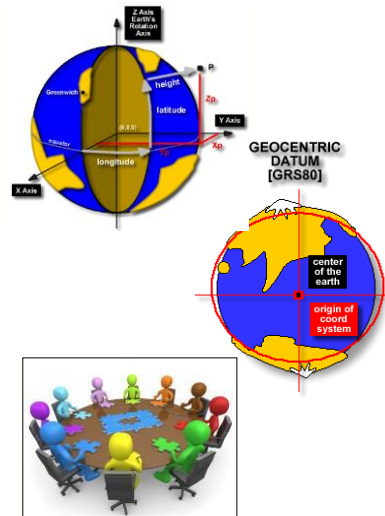 Z Axis
Earth's
Rotation
Axis
P
height
Zp
Greenwich
latitude
(0,0,0)
Y Axis
equator
Yp
Xp
longitude
X Axis
GEOCENTRIC
DATUM
[GRS80]
center
of the
earth
origin of
coord
system